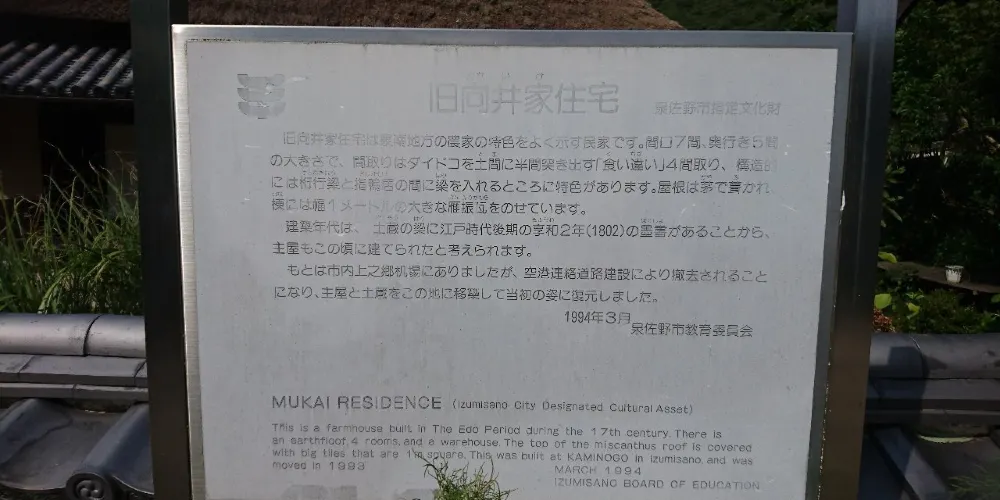 旧向井家住宅 泉佐野市指定文化財
旧向井家住宅は泉南地方の農家の特色をよく示す民家です。間口7間、奥行き5間
の大きさで、間取りはダイドコを土間に半間突き出す「食い違い」4間取り、構造的
には桁行梁と指鴨居の間に梁を入れるところに特色があります。屋根は茅で葺かれ、
棟には幅1メートルの大きな雁振瓦をのせています。
建築年代は、土蔵の梁に江戸時代後期の享和2年(1802)の墨書があることから、
主屋もこの頃に建てられたと考えられます。
もとは市内上之郷机場にありましたが、空港連絡道路建設により撤去されること
になり、主屋と土蔵をこの地に移築して当初の姿に復元しました。
1994年3月
泉佐野市教育委員会
MUKAI RESIDENCE (Izumisano City Designated Cultural Asset)
This is a farmhouse built in The Edo Period during the 17th century. There is
an earthfloof 4 rooms, and a warehouse. The top of the miscanthus roof is covered
with big tiles that are 1m square. This was built at KAMINOGO in Izumisano, and was
moved in 1993
MARCH 1994
IZUMISANO BOARD OF EDUCATION